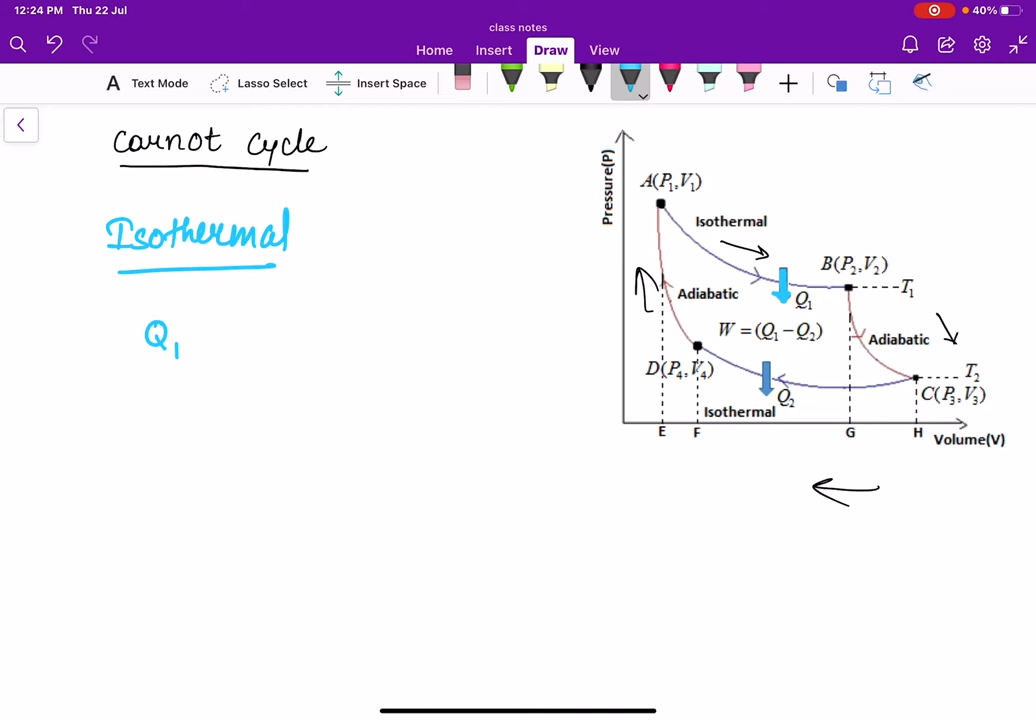 12:24 PM Thu 22 Jul
40%
class notes
Home Insert Draw View
A Text Mode Lasso Select Insert Space
Carnot Cycle
Isothermal
Q₁
Pressure(P)
A(P₁,V₁)
Isothermal
B(P₂,V₂)
T₁
Q₁
Adiabatic
W = (Q₁ − Q₂)
Adiabatic
D(P₄,V₄)
T₂
Q₂
C(P₃,V₃)
Isothermal
E F G H
Volume(V)